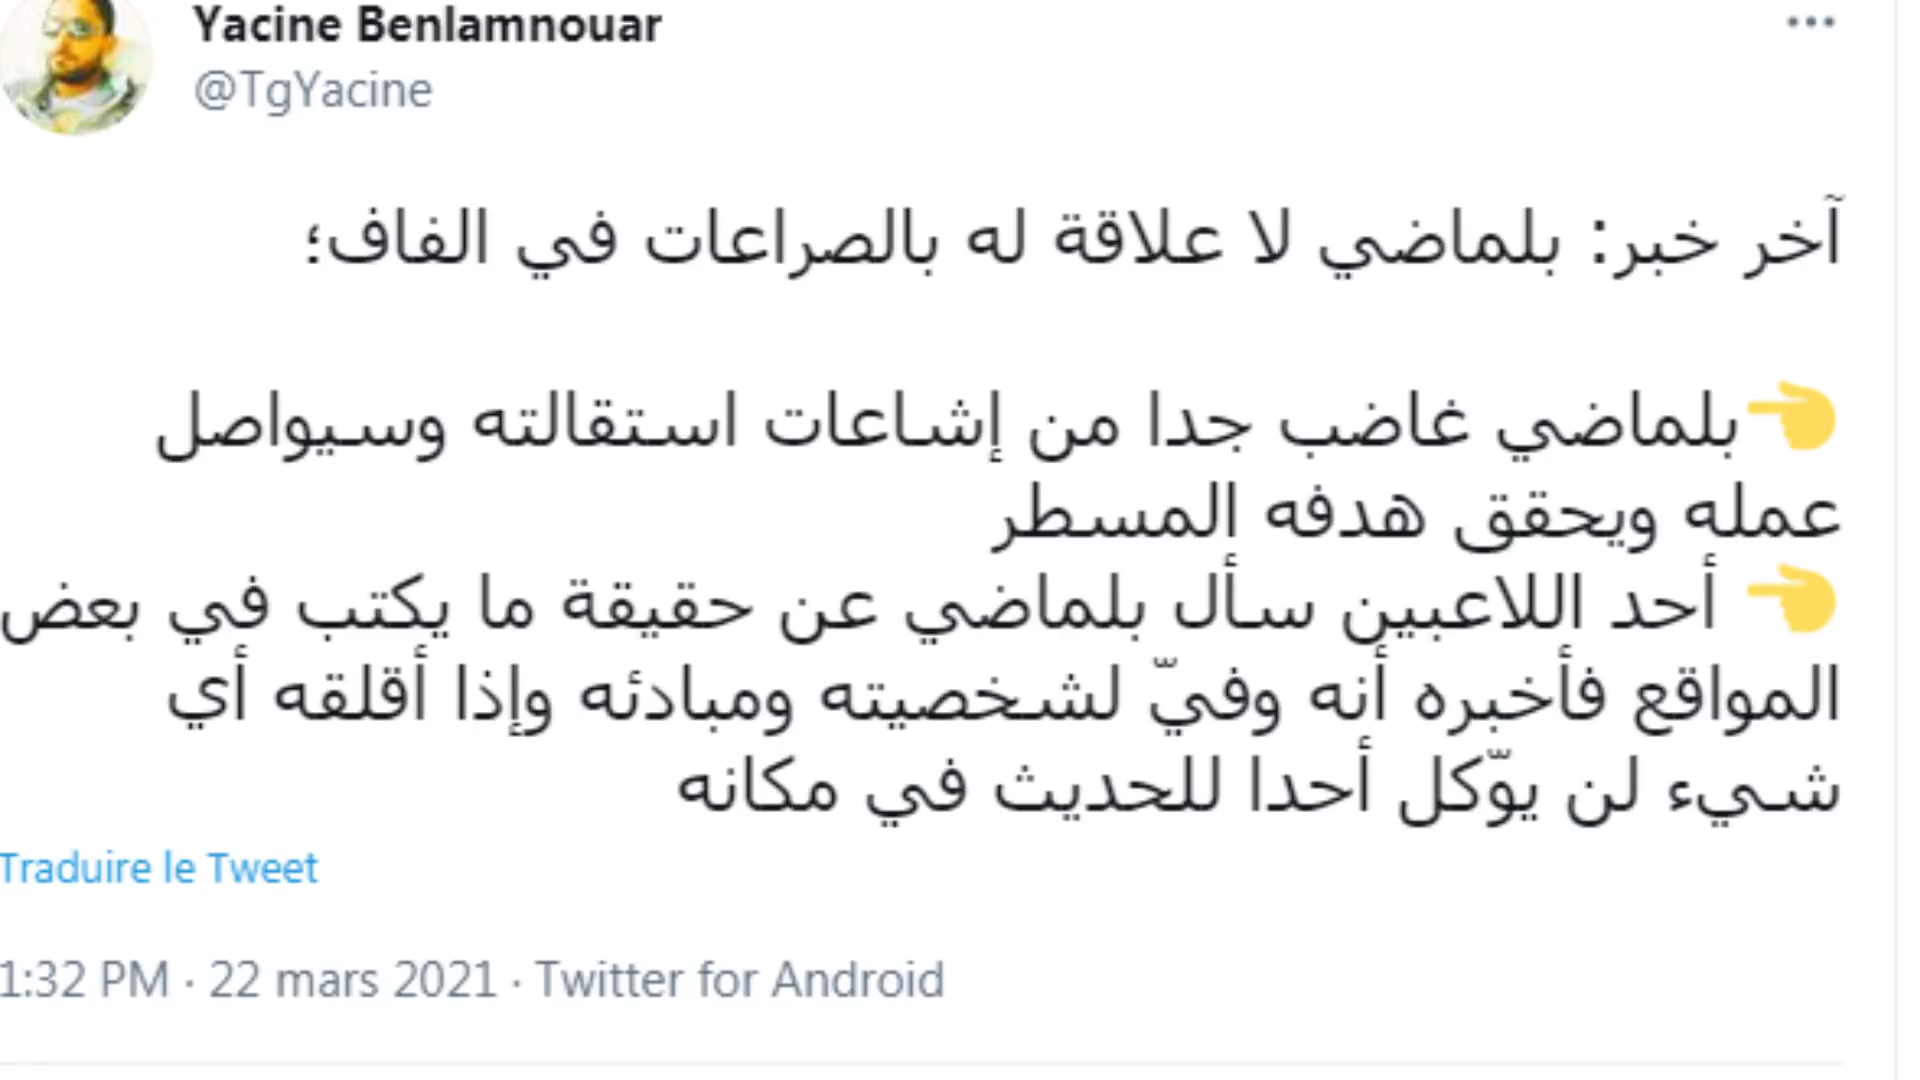 Yacine Benlamnouar
@TgYacine
آخر خبر: بلماضي لا علاقة له بالصراعات في الفاف؛
👈بلماضي غاضب جدا من إشاعات استقالته وسيواصل
عمله ويحقق هدفه المسطر
👈 أحد اللاعبين سأل بلماضي عن حقيقة ما يكتب في بعض
المواقع فأخبره أنه وفيّ لشخصيته ومبادئه وإذا أقلقه أي
شيء لن يوّكل أحدا للحديث في مكانه
Traduire le Tweet
1:32 PM · 22 mars 2021 · Twitter for Android